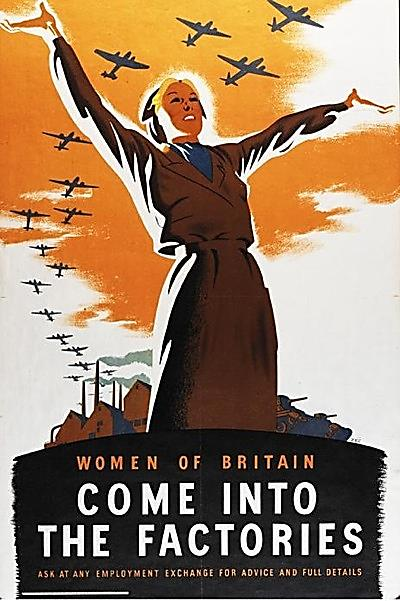 WOMEN OF BRITAIN
COME INTO
THE FACTORIES
ASK AT ANY EMPLOYMENT EXCHANGE FOR ADVICE AND FULL DETAILS